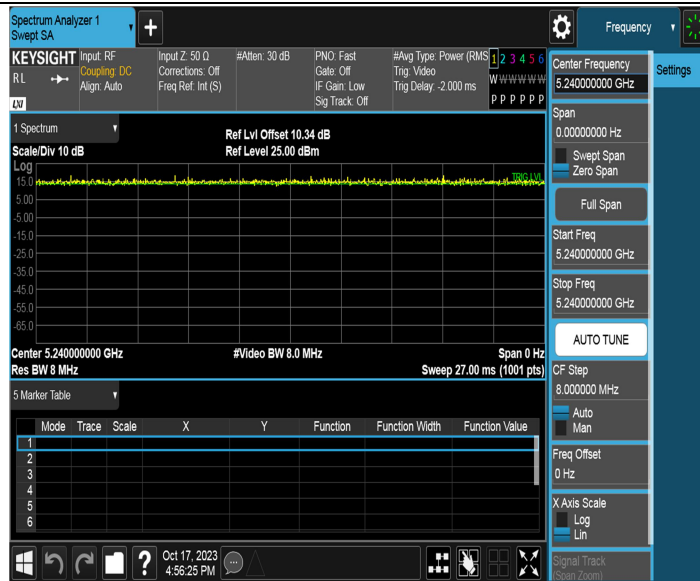 Spectrum Analyzer 1
Swept SA
+
Frequency
KEYSIGHT
RL
LXI
Input: RF
Coupling: DC
Align: Auto
Input Z: 50 Ω
Corrections: Off
Freq Ref: Int (S)
#Atten: 30 dB
PNO: Fast
Gate: Off
IF Gain: Low
Sig Track: Off
#Avg Type: Power (RMS
Trig: Video
Trig Delay: -2.000 ms
1 2 3 4 5 6
W W W W W W
P P P P P P
Center Frequency
5.240000000 GHz
Settings
Span
0.00000000 Hz
Swept Span
Zero Span
Full Span
Start Freq
5.240000000 GHz
Stop Freq
5.240000000 GHz
AUTO TUNE
CF Step
8.000000 MHz
Auto
Man
Freq Offset
0 Hz
X Axis Scale
Log
Lin
Signal Track
(Span Zoom)
1 Spectrum
Scale/Div 10 dB
Ref Lvl Offset 10.34 dB
Ref Level 25.00 dBm
Log
TRIG LVL
15.0
5.00
-5.00
-15.0
-25.0
-35.0
-45.0
-55.0
-65.0
Center 5.240000000 GHz
#Video BW 8.0 MHz
Span 0 Hz
Res BW 8 MHz
Sweep 27.00 ms (1001 pts)
5 Marker Table
Mode Trace Scale X Y Function Function Width Function Value
1
2
3
4
5
6
?
Oct 17, 2023
4:56:25 PM